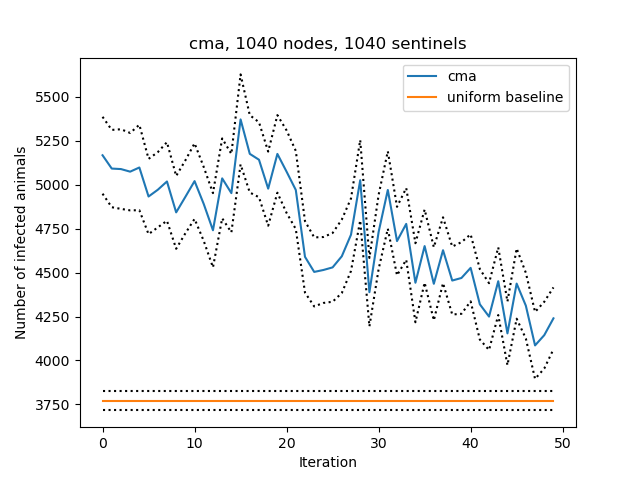 cma, 1040 nodes, 1040 sentinels
cma
uniform baseline
Number of infected animals
5500
5250
5000
4750
4500
4250
4000
3750
0 10 20 30 40 50
Iteration